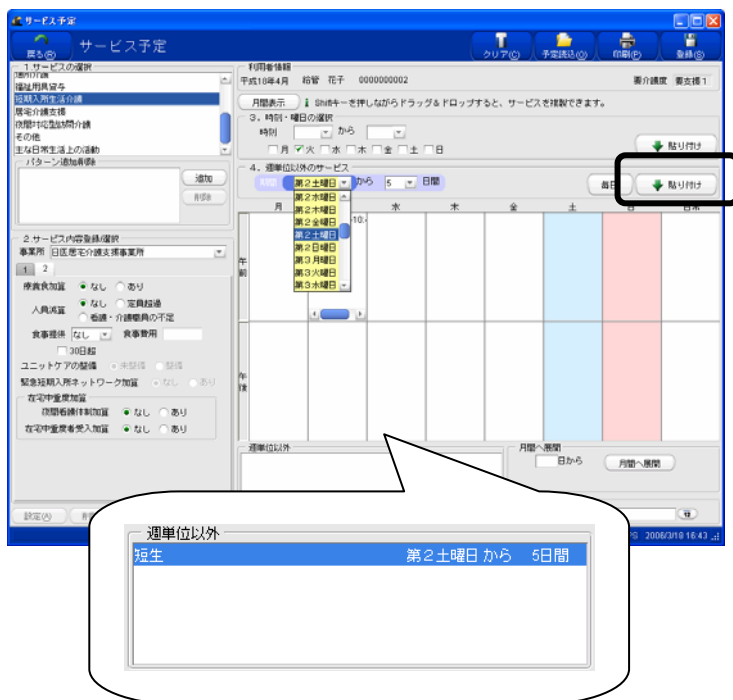 サービス予定
戻る(R)
サービス予定
クリア(C)
予定読込(O)
印刷(P)
登録(S)
1.サービスの選択
福祉用具貸与
短期入所生活介護
居宅介護支援
夜間対応型訪問介護
その他
主な日常生活上の活動
パターン追加/削除
追加
削除
2.サービス内容登録/選択
事業所 日医居宅介護支援事業所
1 2
療養食加算 なし あり
人員減算 なし 定員超過
看護・介護職員の不足
食事提供 なし 食事費用
30日超
ユニットケアの整備 未整備 整備
緊急短期入所ネットワーク加算 なし あり
在宅中重度加算
夜間看護体制加算 なし あり
在宅中重度者受入加算 なし あり
設定(A)
利用者情報
平成18年4月 給管 花子 0000000002 要介護度 要支援1
月間表示 Shiftキーを押しながらドラッグ&ドロップすると、サービスを複製できます。
3.時刻・曜日の選択
時刻 から
月 火 水 木 金 土 日
貼り付け
4.週単位以外のサービス
期間 第2土曜日 から 5 日間
貼り付け
第2水曜日
第2木曜日
第2金曜日
第2土曜日
第2日曜日
第3月曜日
第3火曜日
第3水曜日
月 水 木 金 土 日
午前
午後
週単位以外
月間へ展開
日から 月間へ展開
2006/3/18 16:43
週単位以外
短生 第2土曜日 から 5日間